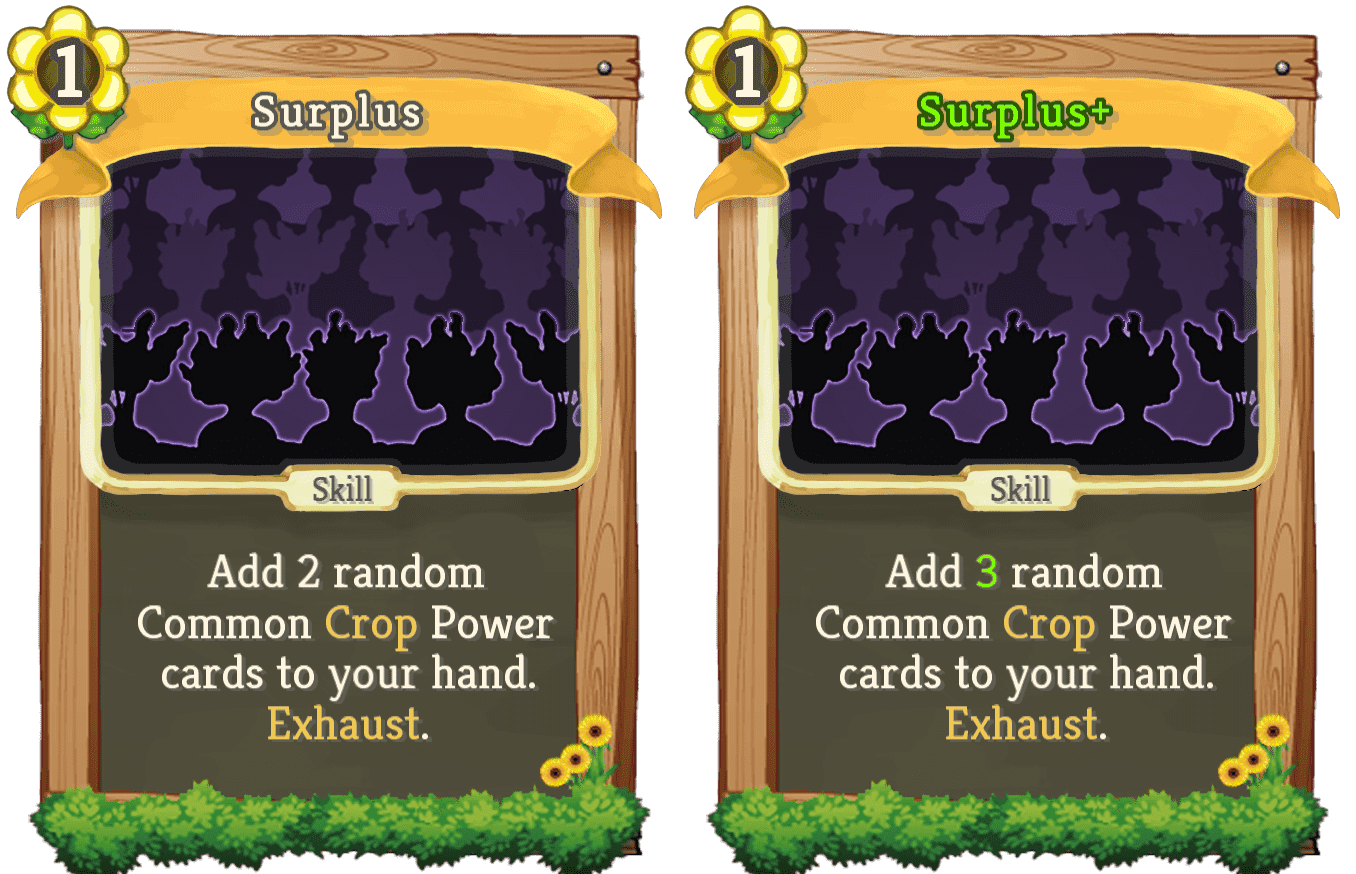 1
Surplus
Skill
Add 2 random
Common Crop Power
cards to your hand.
Exhaust.
1
Surplus+
Skill
Add 3 random
Common Crop Power
cards to your hand.
Exhaust.